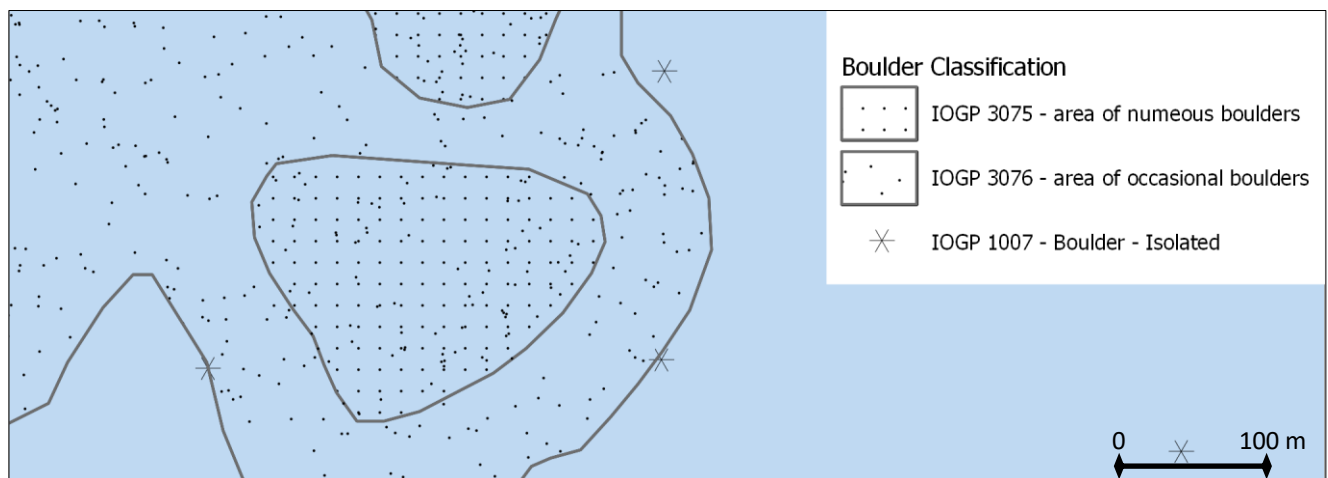 Boulder Classification
IOGP 3075 - area of numeous boulders
IOGP 3076 - area of occasional boulders
IOGP 1007 - Boulder - Isolated
0 100 m